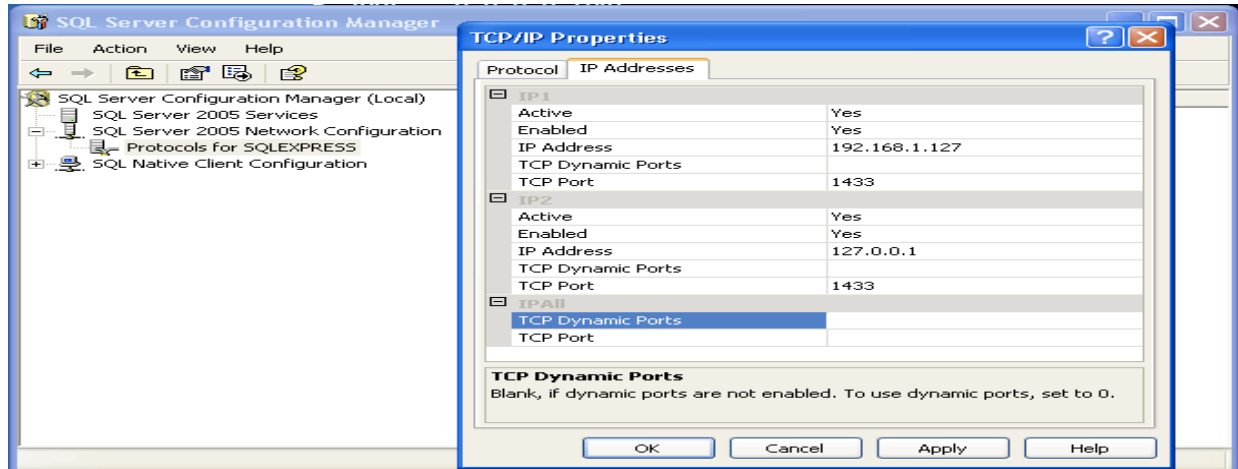 SQL Server Configuration Manager
File Action View Help
SQL Server Configuration Manager (Local)
SQL Server 2005 Services
SQL Server 2005 Network Configuration
Protocols for SQLEXPRESS
SQL Native Client Configuration
TCP/IP Properties
Protocol IP Addresses
IP1
Active Yes
Enabled Yes
IP Address 192.168.1.127
TCP Dynamic Ports
TCP Port 1433
IP2
Active Yes
Enabled Yes
IP Address 127.0.0.1
TCP Dynamic Ports
TCP Port 1433
IPAll
TCP Dynamic Ports
TCP Port
TCP Dynamic Ports
Blank, if dynamic ports are not enabled. To use dynamic ports, set to 0.
OK Cancel Apply Help